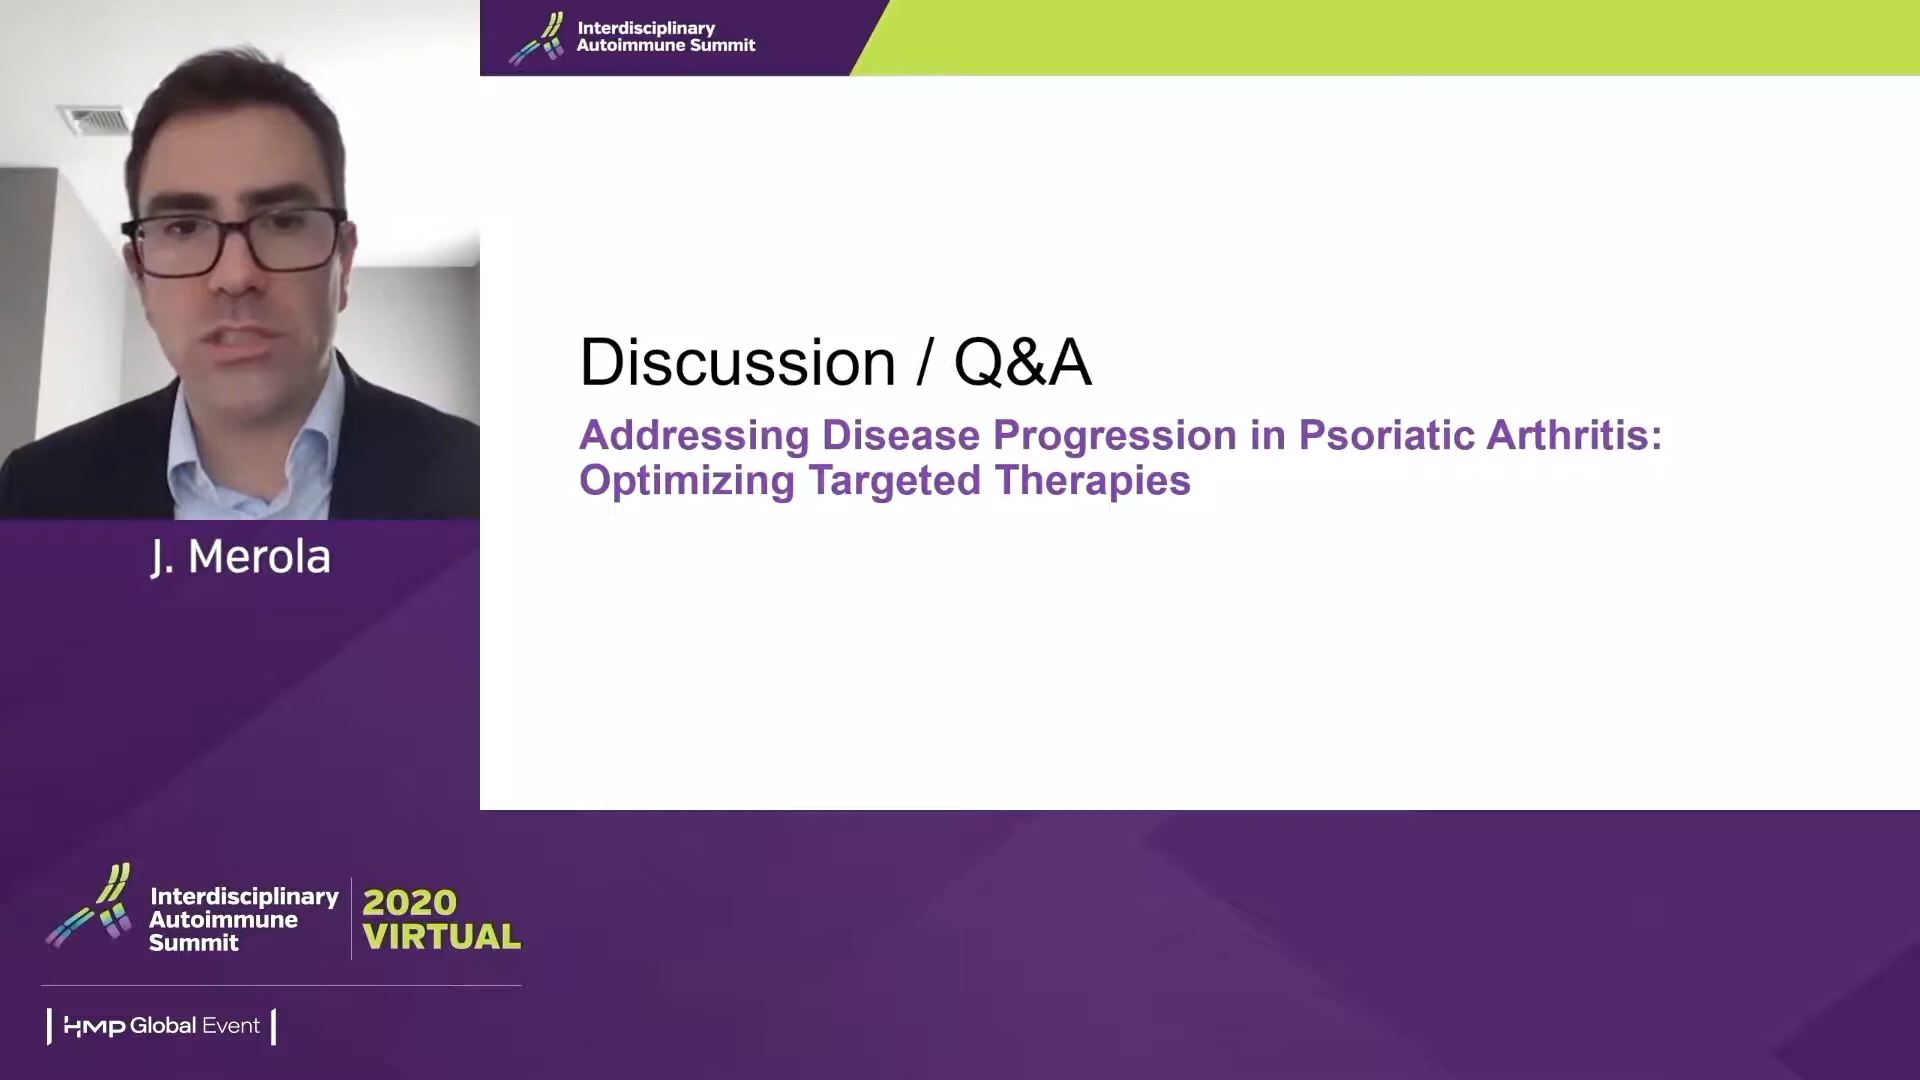 Interdisciplinary
Autoimmune Summit
Discussion / Q&A
Addressing Disease Progression in Psoriatic Arthritis:
Optimizing Targeted Therapies
J. Merola
Interdisciplinary
Autoimmune
Summit
2020
VIRTUAL
HMP Global Event